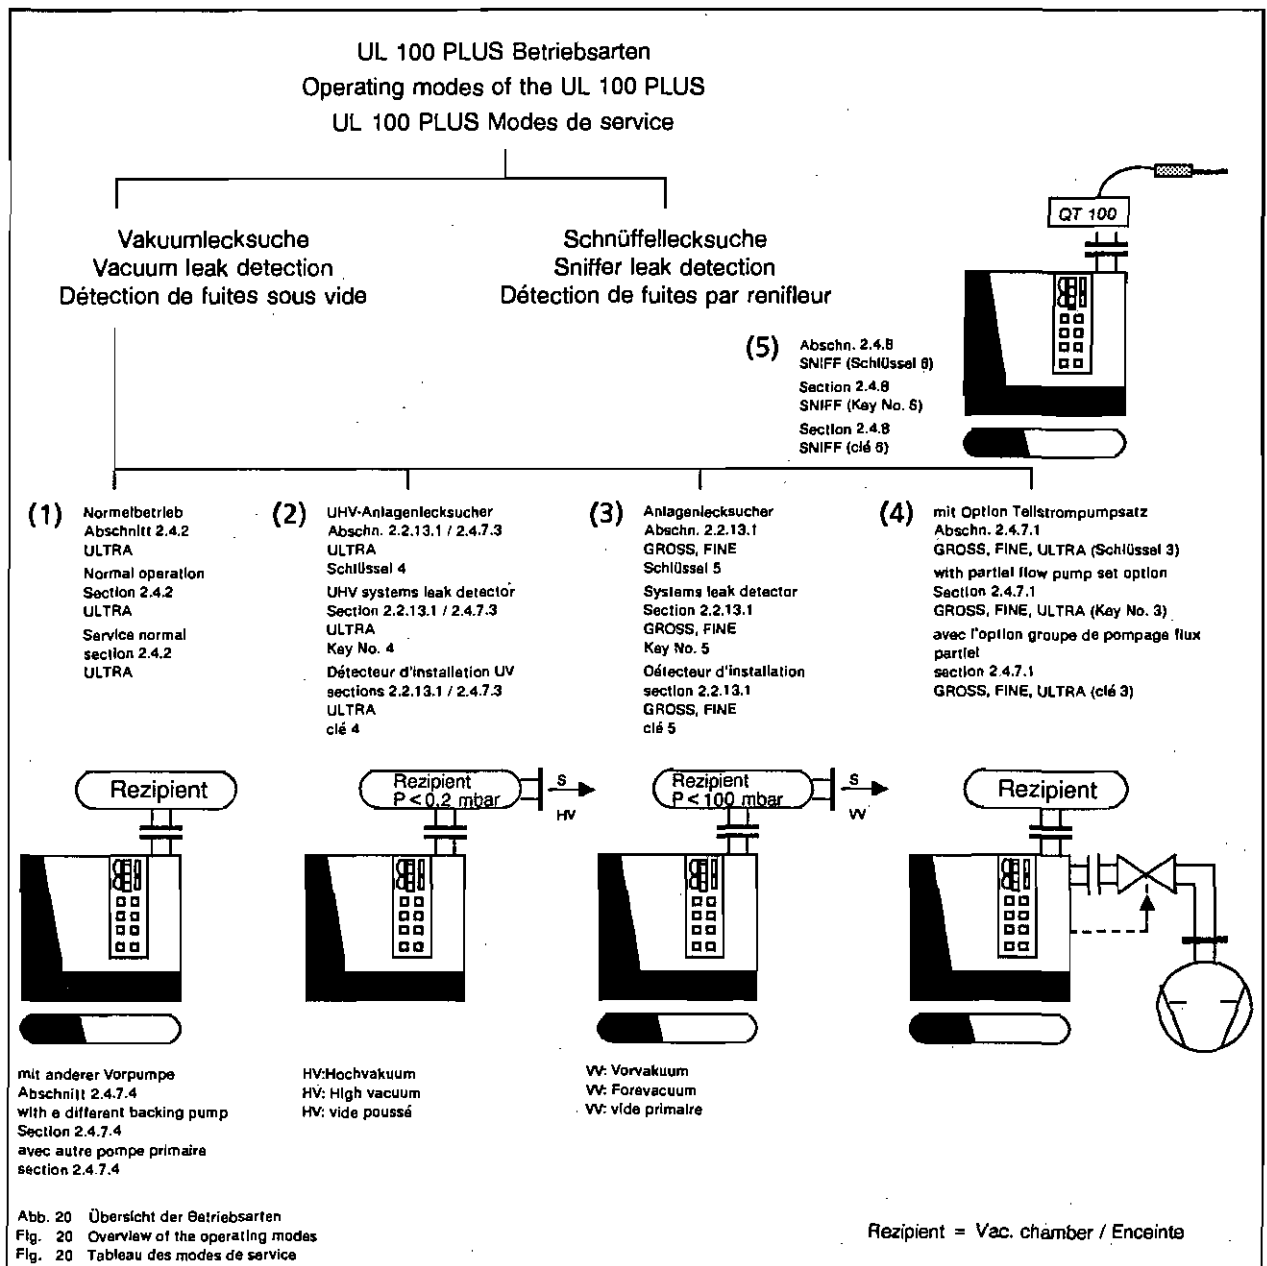 UL 100 PLUS Betriebsarten
Operating modes of the UL 100 PLUS
UL 100 PLUS Modes de service
Vakuumlecksuche
Vacuum leak detection
Détection de fuites sous vide
Schnüffellecksuche
Sniffer leak detection
Détection de fuites par renifleur
QT 100
(5)
Abschn. 2.4.8
SNIFF (Schlüssel 6)
Section 2.4.8
SNIFF (Key No. 6)
Section 2.4.8
SNIFF (clé 6)
(1)
Normelbetrieb
Abschnitt 2.4.2
ULTRA
Normal operation
Section 2.4.2
ULTRA
Service normal
section 2.4.2
ULTRA
(2)
UHV-Anlagenlecksucher
Abschn. 2.2.13.1 / 2.4.7.3
ULTRA
Schlüssel 4
UHV systems leak detector
Section 2.2.13.1 / 2.4.7.3
ULTRA
Key No. 4
Détecteur d'installation UV
sections 2.2.13.1 / 2.4.7.3
ULTRA
clé 4
(3)
Anlagenlecksucher
Abschn. 2.2.13.1
GROSS, FINE
Schlüssel 5
Systems leak detector
Section 2.2.13.1
GROSS, FINE
Key No. 5
Détecteur d'installation
section 2.2.13.1
GROSS, FINE
clé 5
(4)
mit Option Teilstrompumpsatz
Abschn. 2.4.7.1
GROSS, FINE, ULTRA (Schlüssel 3)
with partiel flow pump set option
Section 2.4.7.1
GROSS, FINE, ULTRA (Key No. 3)
avec l'option groupe de pompage flux
partiel
section 2.4.7.1
GROSS, FINE, ULTRA (clé 3)
Rezipient
Rezipient
P < 0,2 mbar
S
HV
Rezipient
P < 100 mbar
S
VV
Rezipient
mit anderer Vorpumpe
Abschnitt 2.4.7.4
with e different backing pump
Section 2.4.7.4
avec autre pompe primaire
section 2.4.7.4
HV:Hochvakuum
HV: High vacuum
HV: vide poussé
VV: Vorvakuum
VV: Forevacuum
VV: vide primaire
Abb. 20 Übersicht der Betriebsarten
Fig. 20 Overview of the operating modes
Fig. 20 Tableau des modes de service
Rezipient = Vac. chamber / Enceinte